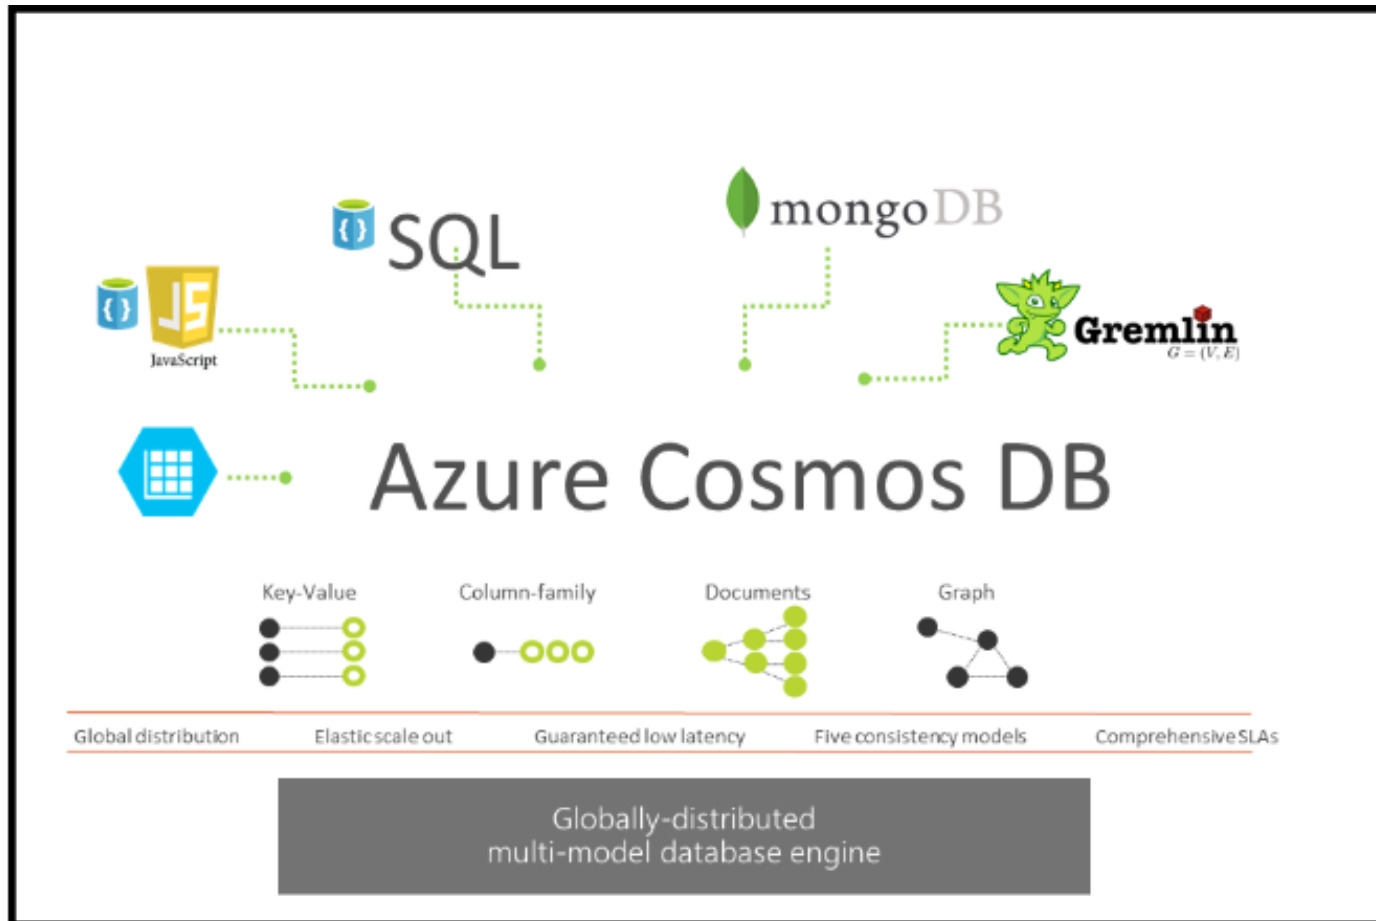 SQL
mongoDB
JS
JavaScript
Gremlin
G = (V, E)
Azure Cosmos DB
Key-Value
Column-family
Documents
Graph
Global distribution
Elastic scale out
Guaranteed low latency
Five consistency models
Comprehensive SLAs
Globally-distributed
multi-model database engine